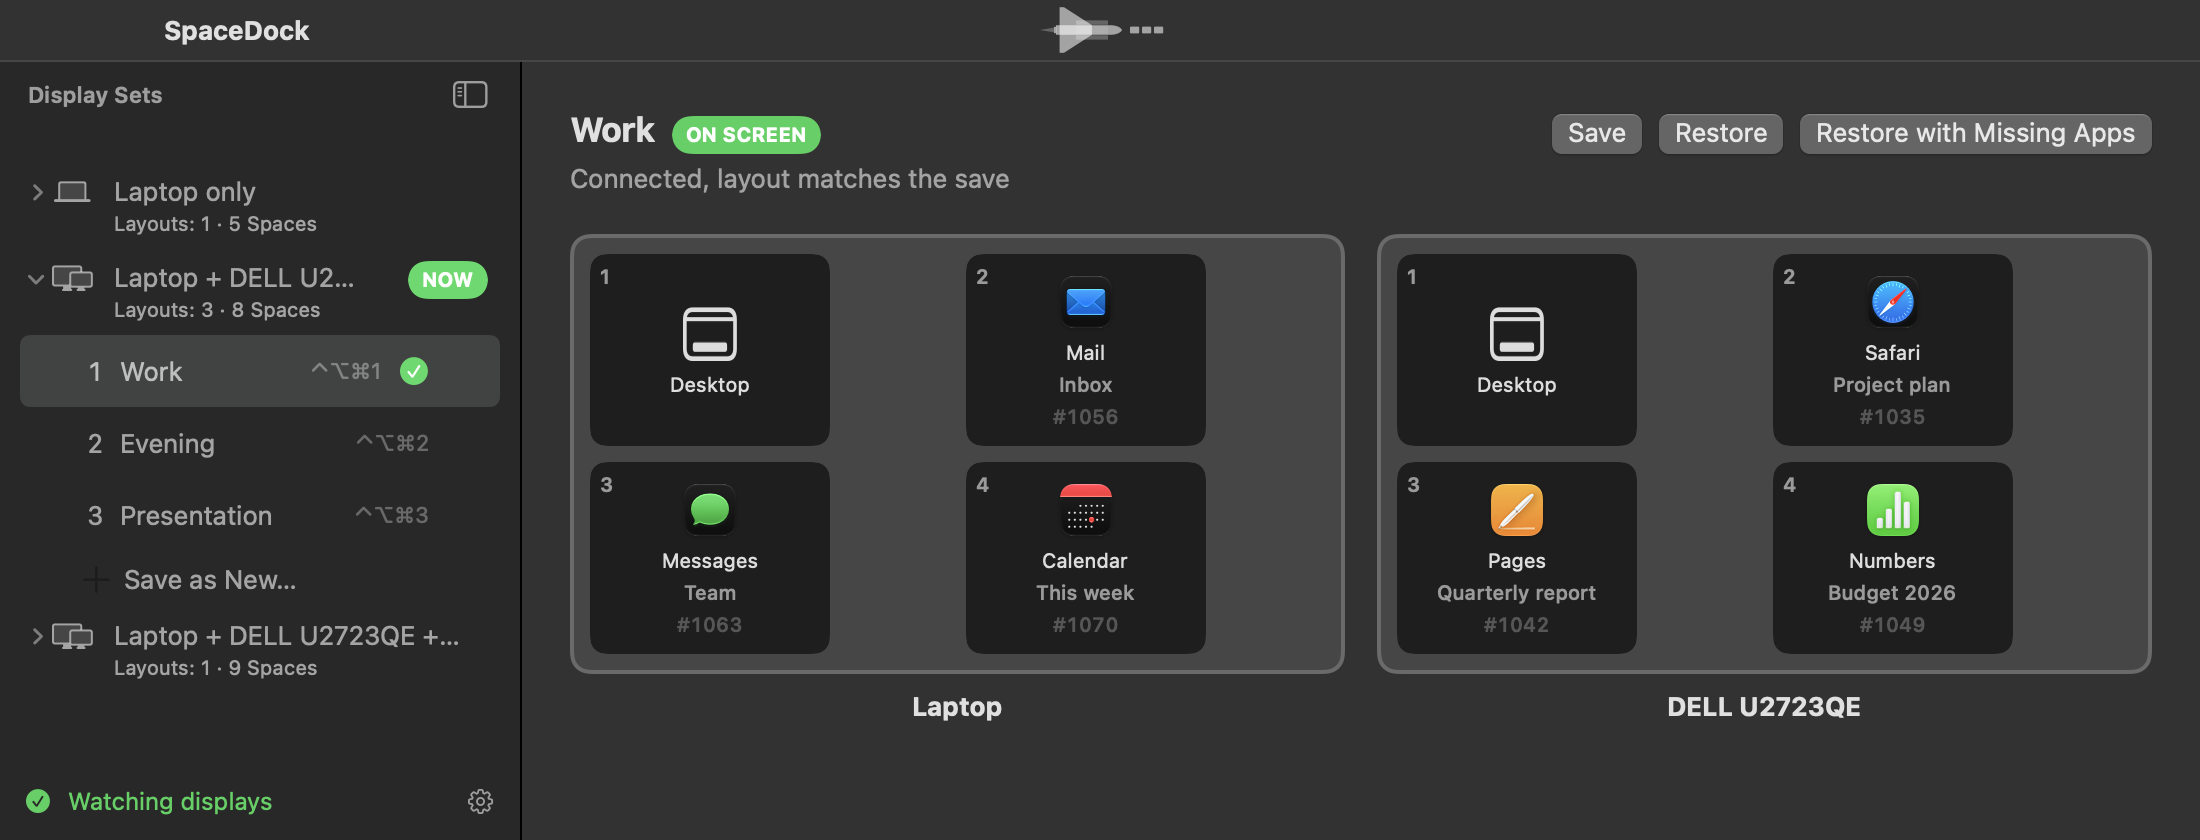 SpaceDock
Display Sets
Laptop only
Layouts: 1 · 5 Spaces
Laptop + DELL U2... NOW
Layouts: 3 · 8 Spaces
1 Work ^⌥⌘1
2 Evening ^⌥⌘2
3 Presentation ^⌥⌘3
Save as New...
Laptop + DELL U2723QE +...
Layouts: 1 · 9 Spaces
Watching displays
Work ON SCREEN
Connected, layout matches the save
Save Restore Restore with Missing Apps
1
Desktop
2
Mail
Inbox
#1056
3
Messages
Team
#1063
4
Calendar
This week
#1070
Laptop
1
Desktop
2
Safari
Project plan
#1035
3
Pages
Quarterly report
#1042
4
Numbers
Budget 2026
#1049
DELL U2723QE